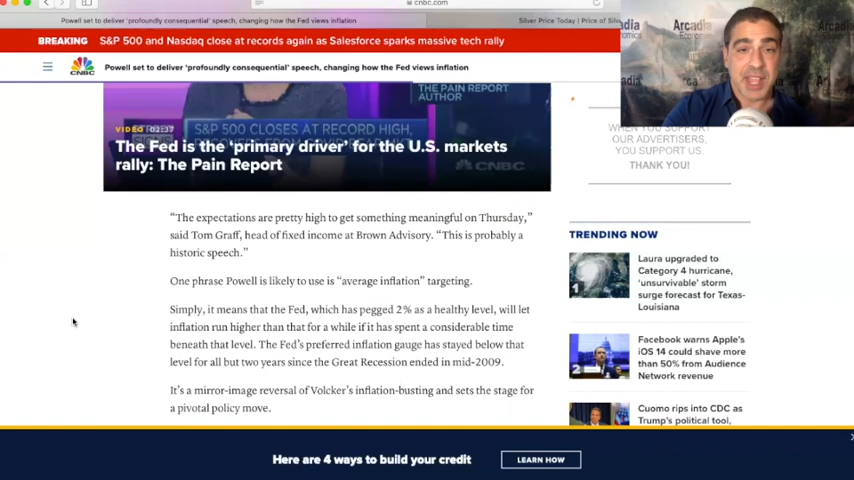 cnbc.com
Powell set to deliver 'profoundly consequential' speech, changing how the Fed views inflation
Silver Price Today | Price of Silv
BREAKING
S&P 500 and Nasdaq close at records again as Salesforce sparks massive tech rally
CNBC
Powell set to deliver 'profoundly consequential' speech, changing how the Fed views inflation
Arcadia
Economics
THE PAIN REPORT
AUTHOR
S&P 500 CLOSES AT RECORD HIGH,
CNBC
VIDEO 02:37
The Fed is the 'primary driver' for the U.S. markets
rally: The Pain Report
WHEN YOU SUPPORT
OUR ADVERTISERS,
YOU SUPPORT US.
THANK YOU!
"The expectations are pretty high to get something meaningful on Thursday,"
said Tom Graff, head of fixed income at Brown Advisory. "This is probably a
historic speech."
One phrase Powell is likely to use is "average inflation" targeting.
Simply, it means that the Fed, which has pegged 2% as a healthy level, will let
inflation run higher than that for a while if it has spent a considerable time
beneath that level. The Fed's preferred inflation gauge has stayed below that
level for all but two years since the Great Recession ended in mid-2009.
It's a mirror-image reversal of Volcker's inflation-busting and sets the stage for
a pivotal policy move.
TRENDING NOW
1
Laura upgraded to
Category 4 hurricane,
'unsurvivable' storm
surge forecast for Texas-
Louisiana
2
Facebook warns Apple's
iOS 14 could shave more
than 50% from Audience
Network revenue
Cuomo rips into CDC as
Trump's political tool,
Here are 4 ways to build your credit
LEARN HOW